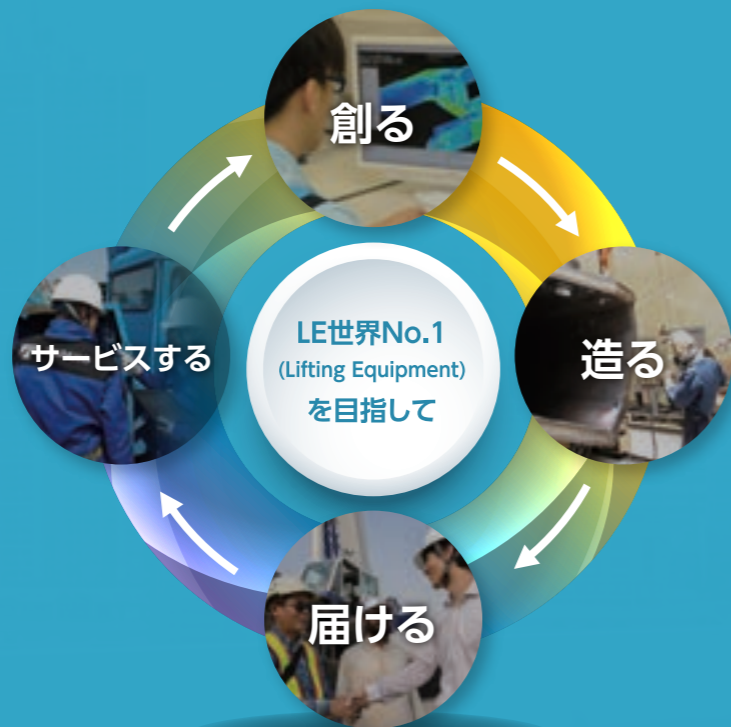 創る
造る
届ける
サービスする
LE世界No.1
(Lifting Equipment)
を目指して